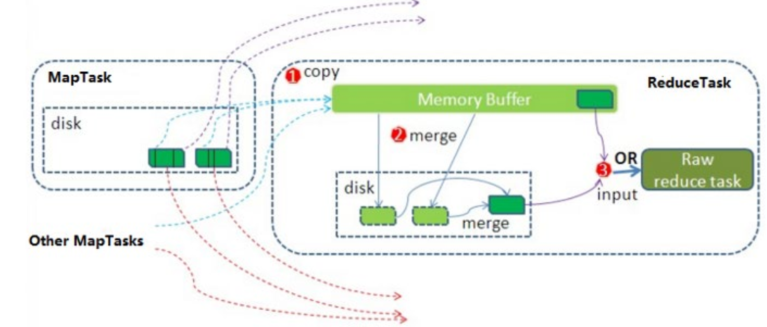 MapTask
disk
Other MapTasks
1 copy
ReduceTask
Memory Buffer
2 merge
disk
merge
3 OR
input
Raw
reduce task